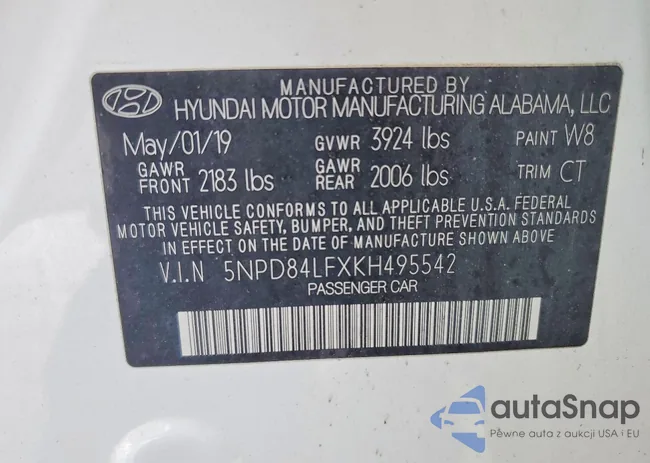 MANUFACTURED BY
HYUNDAI MOTOR MANUFACTURING ALABAMA, LLC
May/01/19 GVWR 3924 lbs PAINT W8
GAWR FRONT 2183 lbs GAWR REAR 2006 lbs TRIM CT
THIS VEHICLE CONFORMS TO ALL APPLICABLE U.S.A. FEDERAL
MOTOR VEHICLE SAFETY, BUMPER, AND THEFT PREVENTION STANDARDS
IN EFFECT ON THE DATE OF MANUFACTURE SHOWN ABOVE
V.I.N 5NPD84LFXKH495542
PASSENGER CAR
autaSnap
Pewne auta z aukcji USA i EU